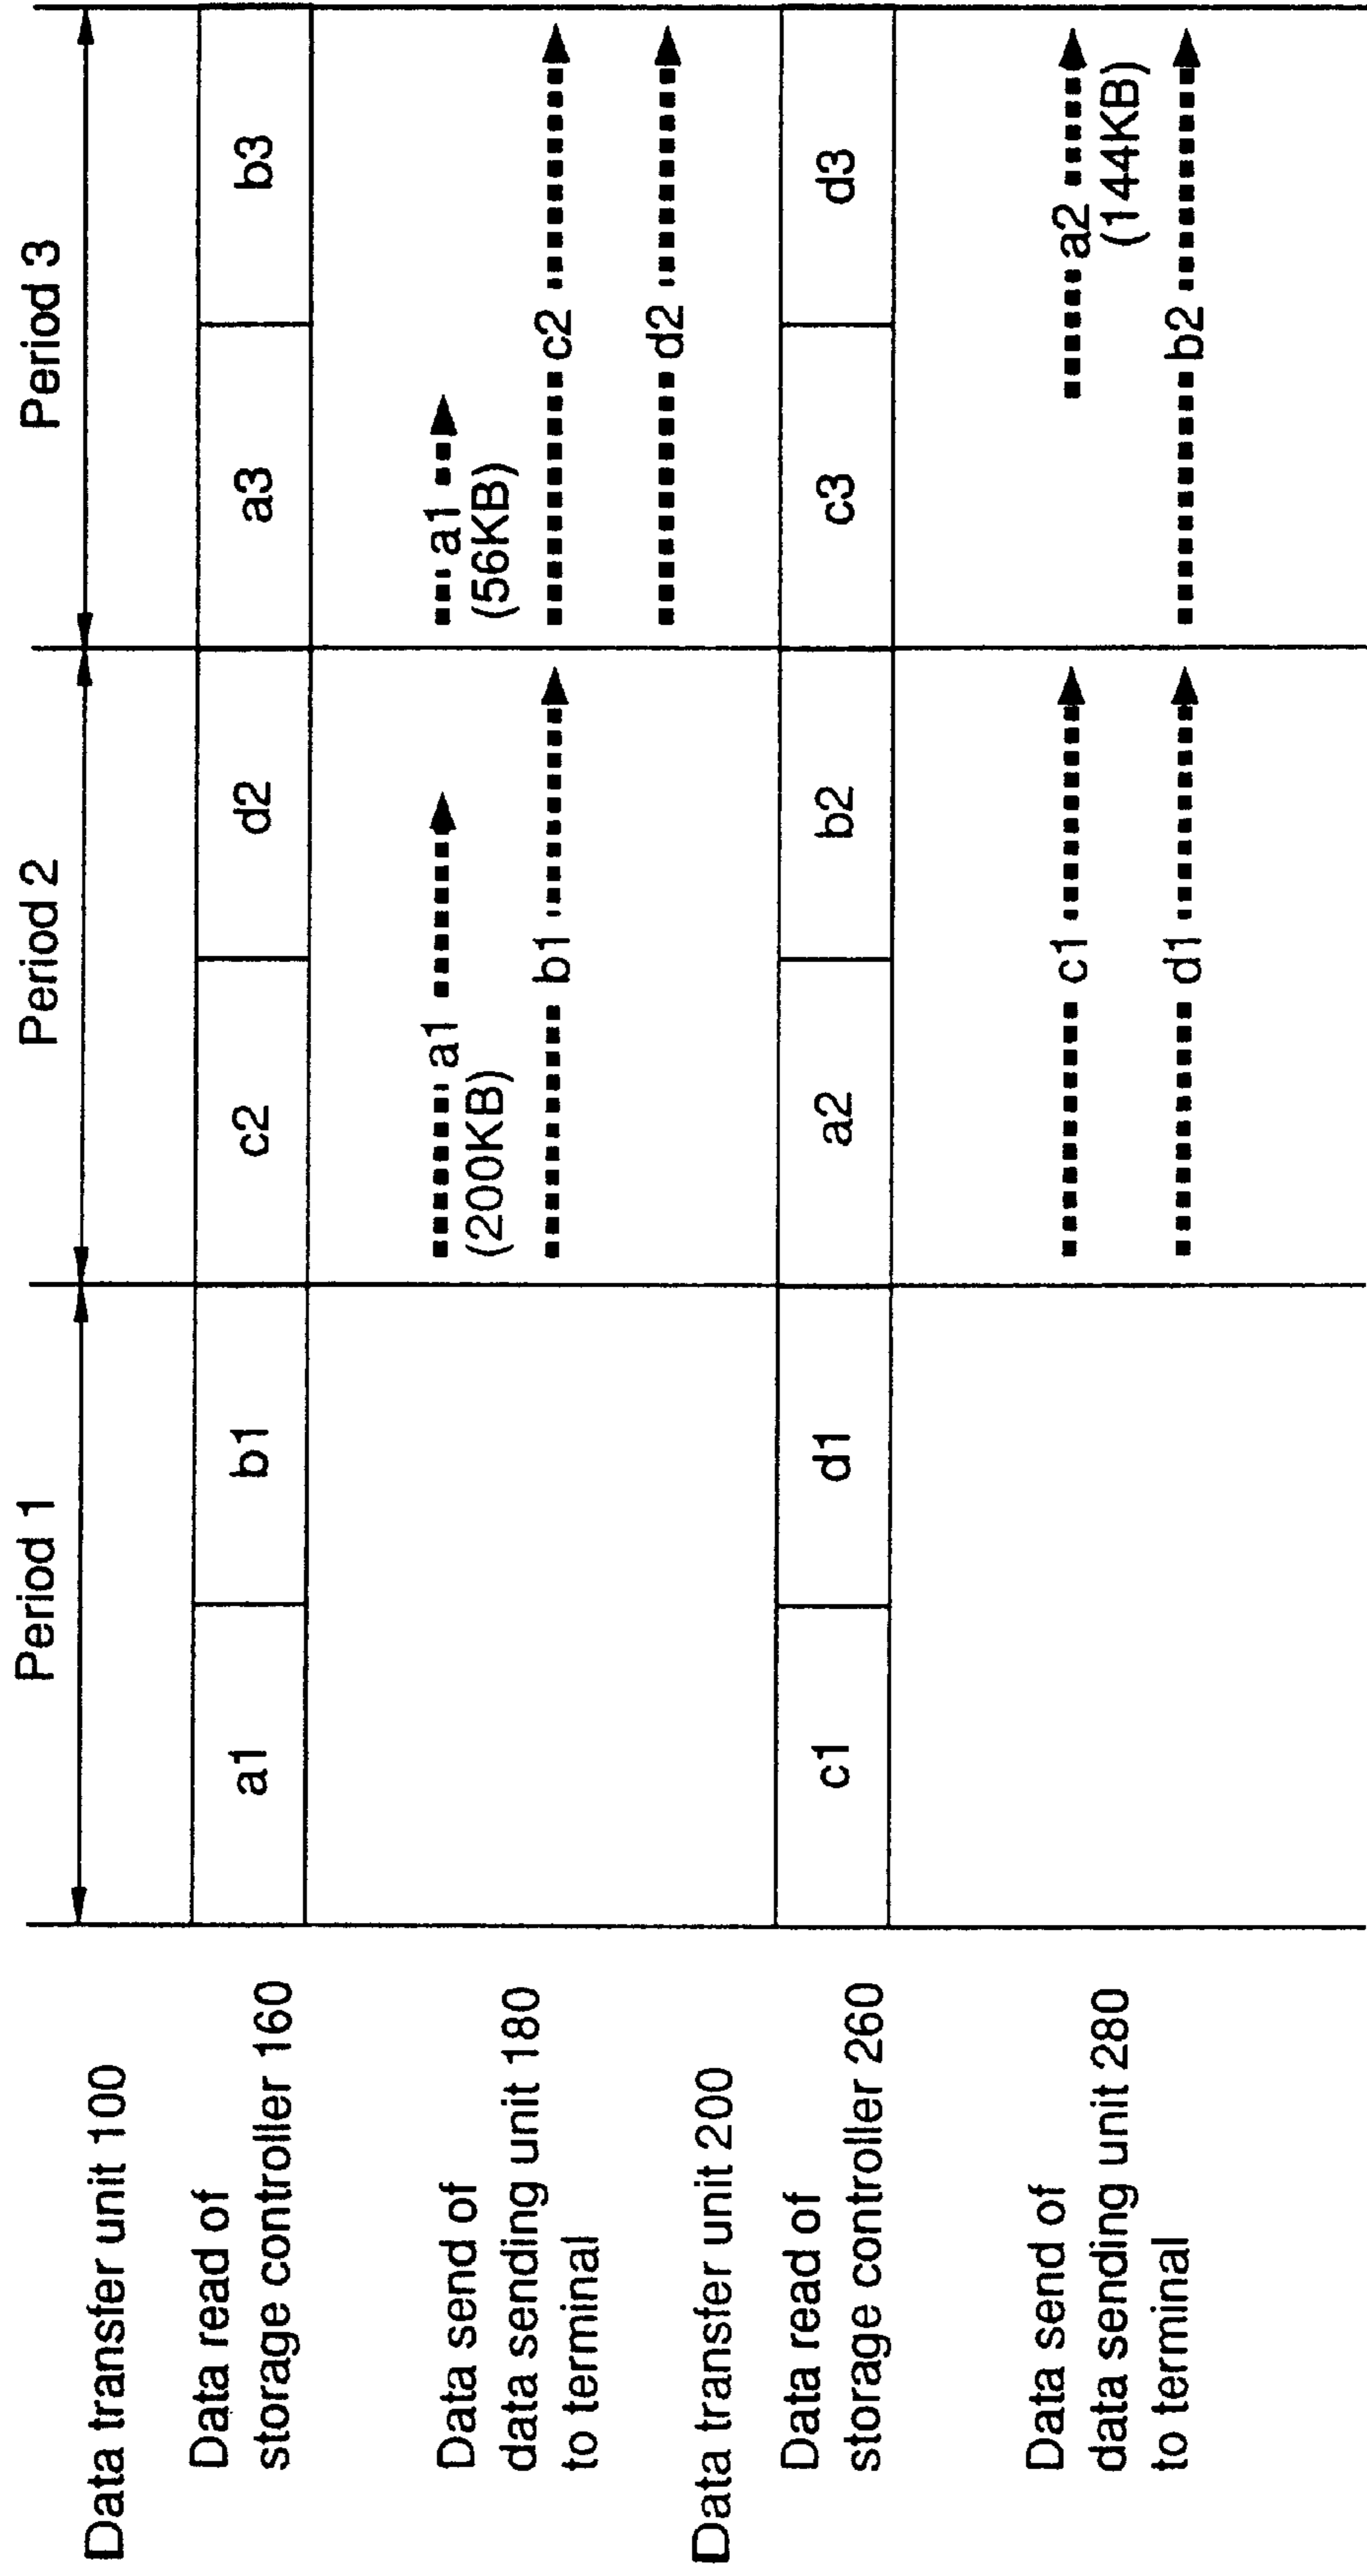 Period 1 Period 2 Period 3
Data transfer unit 100
Data read of
storage controller 160
a1 b1 c2 d2 a3 b3
Data send of
data sending unit 180
to terminal
a1 a1
(200KB) (56KB)
b1 c2
d2
Data transfer unit 200
Data read of
storage controller 260
c1 d1 a2 b2 c3 d3
Data send of
data sending unit 280
to terminal
c1 a2
(144KB)
d1 b2